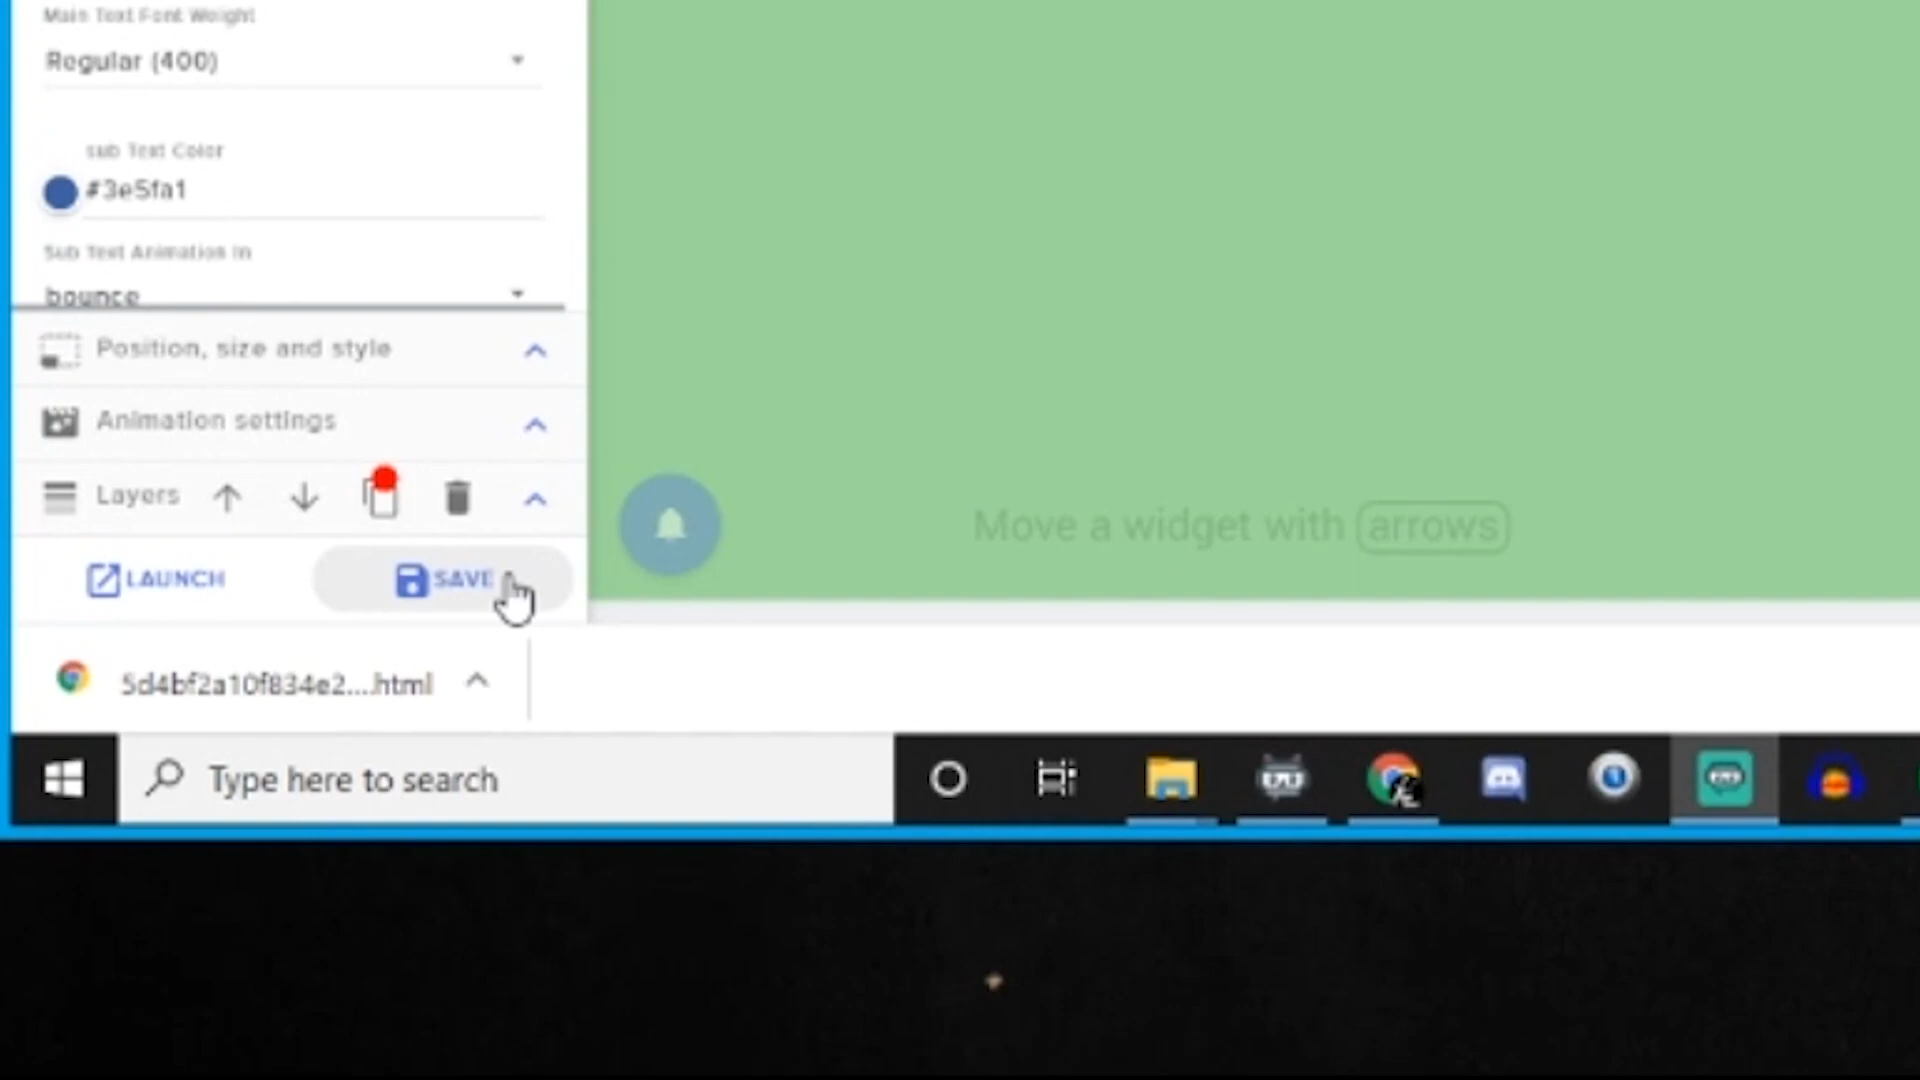 Main Text Font Weight
Regular (400)
sub Text Color
#3e5fa1
Sub Text Animation In
bounce
Position, size and style
Animation settings
Layers
LAUNCH
SAVE
Move a widget with arrows
5d4bf2a10f834e2....html
Type here to search